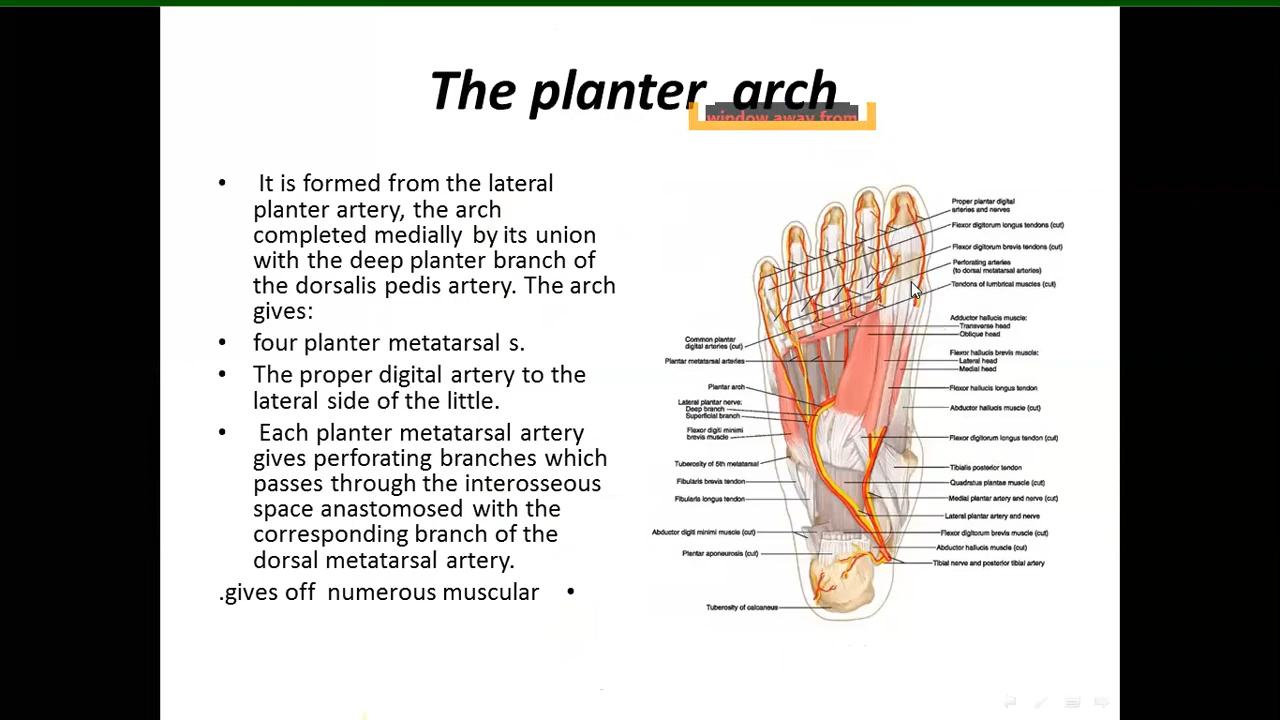 The planter arch
window away from
• It is formed from the lateral
planter artery, the arch
completed medially by its union
with the deep planter branch of
the dorsalis pedis artery. The arch
gives:
• four planter metatarsal s.
• The proper digital artery to the
lateral side of the little.
• Each planter metatarsal artery
gives perforating branches which
passes through the interosseous
space anastomosed with the
corresponding branch of the
dorsal metatarsal artery.
.gives off numerous muscular •
Proper plantar digital
arteries and nerves
Flexor digitorum longus tendons (cut)
Flexor digitorum brevis tendons (cut)
Perforating arteries
(to dorsal metatarsal arteries)
Tendons of lumbrical muscles (cut)
Adductor hallucis muscle:
Transverse head
Oblique head
Flexor hallucis brevis muscle:
Lateral head
Medial head
Flexor hallucis longus tendon
Abductor hallucis muscle (cut)
Flexor digitorum longus tendon (cut)
Tibialis posterior tendon
Quadratus plantae muscle (cut)
Medial plantar artery and nerve (cut)
Lateral plantar artery and nerve
Flexor digitorum brevis muscle (cut)
Abductor hallucis muscle (cut)
Tibial nerve and posterior tibial artery
Common plantar
digital arteries (cut)
Plantar metatarsal arteries
Plantar arch
Lateral plantar nerve:
Deep branch
Superficial branch
Flexor digiti minimi
brevis muscle
Tuberosity of 5th metatarsal
Fibularis brevis tendon
Fibularis longus tendon
Abductor digiti minimi muscle (cut)
Plantar aponeurosis (cut)
Tuberosity of calcaneus